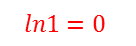 ln1 = 0